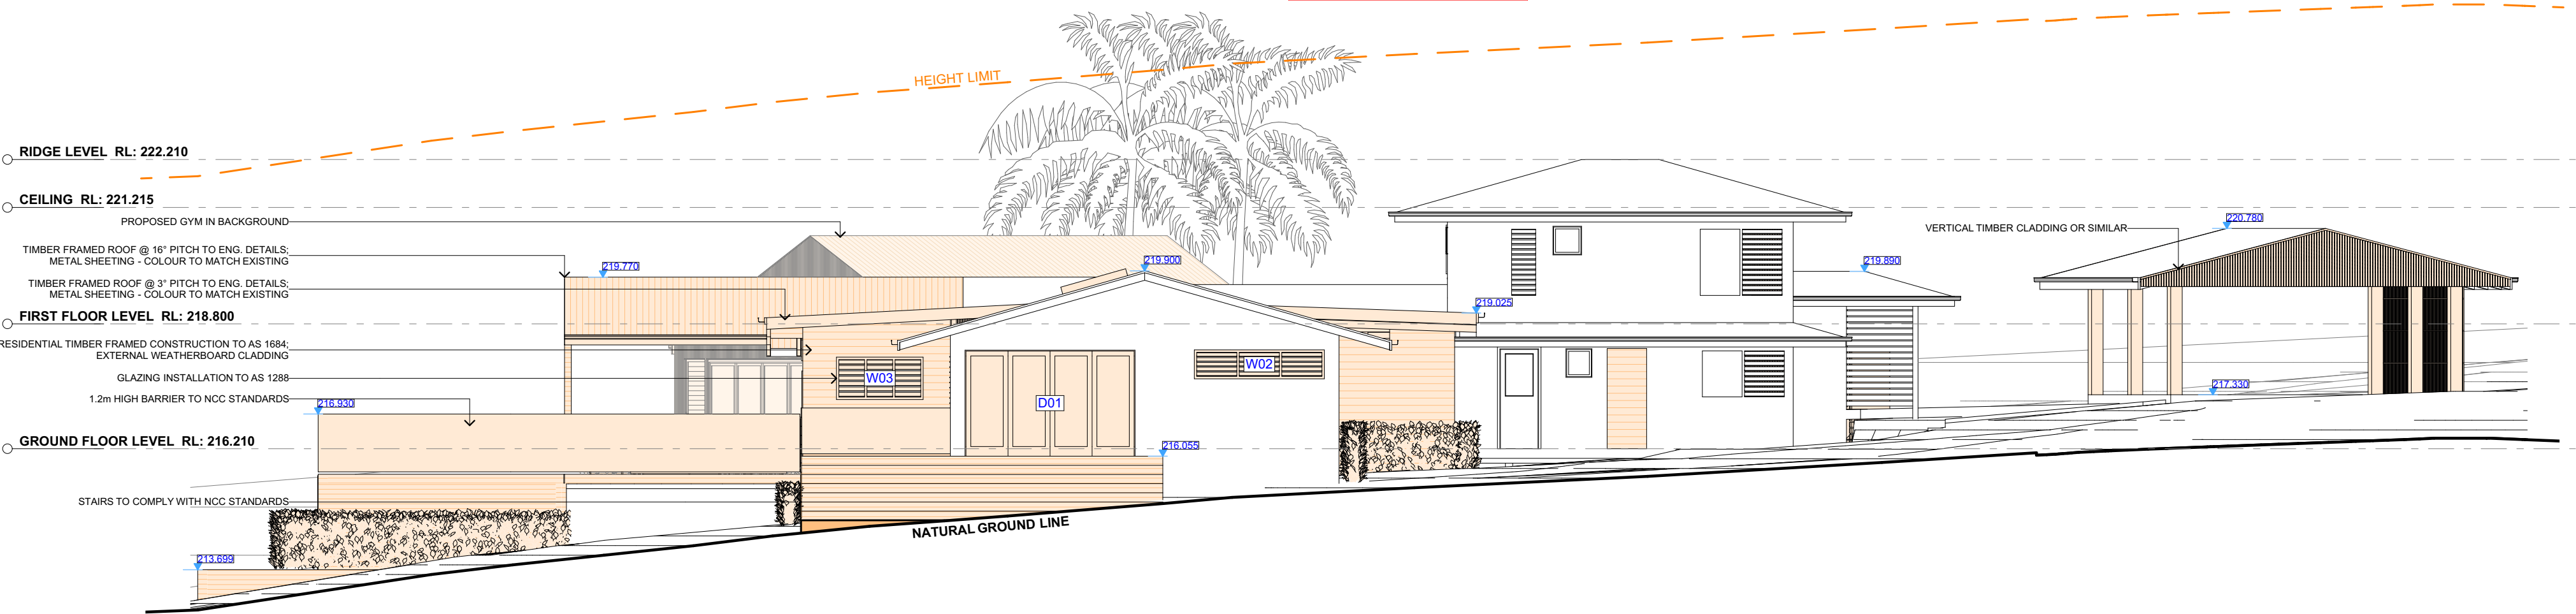 HEIGHT LIMIT
RIDGE LEVEL RL: 222.210
CEILING RL: 221.215
PROPOSED GYM IN BACKGROUND
220.780
VERTICAL TIMBER CLADDING OR SIMILAR
TIMBER FRAMED ROOF @ 16° PITCH TO ENG. DETAILS;
METAL SHEETING - COLOUR TO MATCH EXISTING
219.770
219.900
219.890
TIMBER FRAMED ROOF @ 3° PITCH TO ENG. DETAILS;
METAL SHEETING - COLOUR TO MATCH EXISTING
219.025
FIRST FLOOR LEVEL RL: 218.800
RESIDENTIAL TIMBER FRAMED CONSTRUCTION TO AS 1684;
EXTERNAL WEATHERBOARD CLADDING
W02
GLAZING INSTALLATION TO AS 1288
W03
217.330
1.2m HIGH BARRIER TO NCC STANDARDS
216.930
D01
GROUND FLOOR LEVEL RL: 216.210
216.055
STAIRS TO COMPLY WITH NCC STANDARDS
NATURAL GROUND LINE
213.699